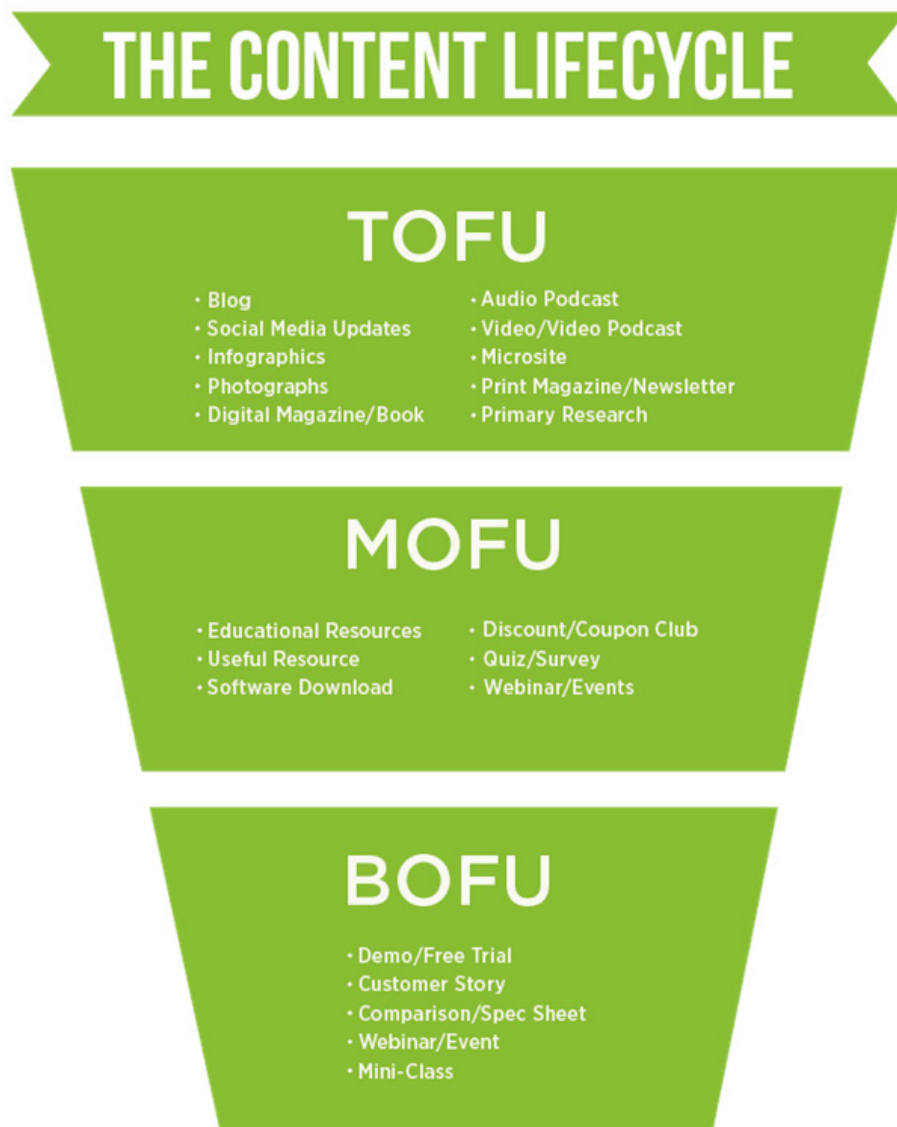 THE CONTENT LIFECYCLE
TOFU
• Blog
• Social Media Updates
• Infographics
• Photographs
• Digital Magazine/Book
• Audio Podcast
• Video/Video Podcast
• Microsite
• Print Magazine/Newsletter
• Primary Research
MOFU
• Educational Resources
• Useful Resource
• Software Download
• Discount/Coupon Club
• Quiz/Survey
• Webinar/Events
BOFU
• Demo/Free Trial
• Customer Story
• Comparison/Spec Sheet
• Webinar/Event
• Mini-Class